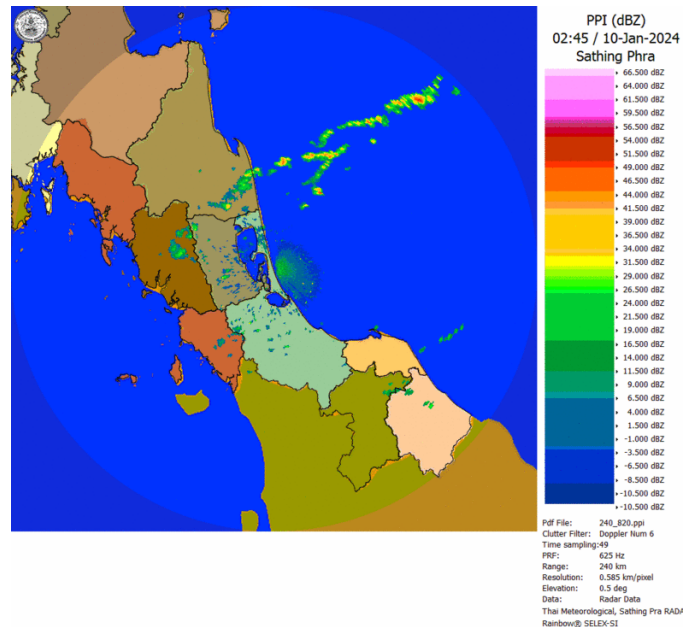 PPI (dBZ)
02:45 / 10-Jan-2024
Sathing Phra
66.500 dBZ
64.000 dBZ
61.500 dBZ
59.500 dBZ
56.500 dBZ
54.000 dBZ
51.500 dBZ
49.000 dBZ
46.500 dBZ
44.000 dBZ
41.500 dBZ
39.000 dBZ
36.500 dBZ
34.000 dBZ
31.500 dBZ
29.000 dBZ
26.500 dBZ
24.000 dBZ
21.500 dBZ
19.000 dBZ
16.500 dBZ
14.000 dBZ
11.500 dBZ
9.000 dBZ
6.500 dBZ
4.000 dBZ
1.500 dBZ
-1.000 dBZ
-3.500 dBZ
-6.500 dBZ
-8.500 dBZ
-10.500 dBZ
-10.500 dBZ
Pdf File: 240_820.ppi
Clutter Filter: Doppler Num 6
Time sampling:49
PRF: 625 Hz
Range: 240 km
Resolution: 0.585 km/pixel
Elevation: 0.5 deg
Data: Radar Data
Thai Meteorological, Sathing Pra RADA
Rainbow® SELEX-SI